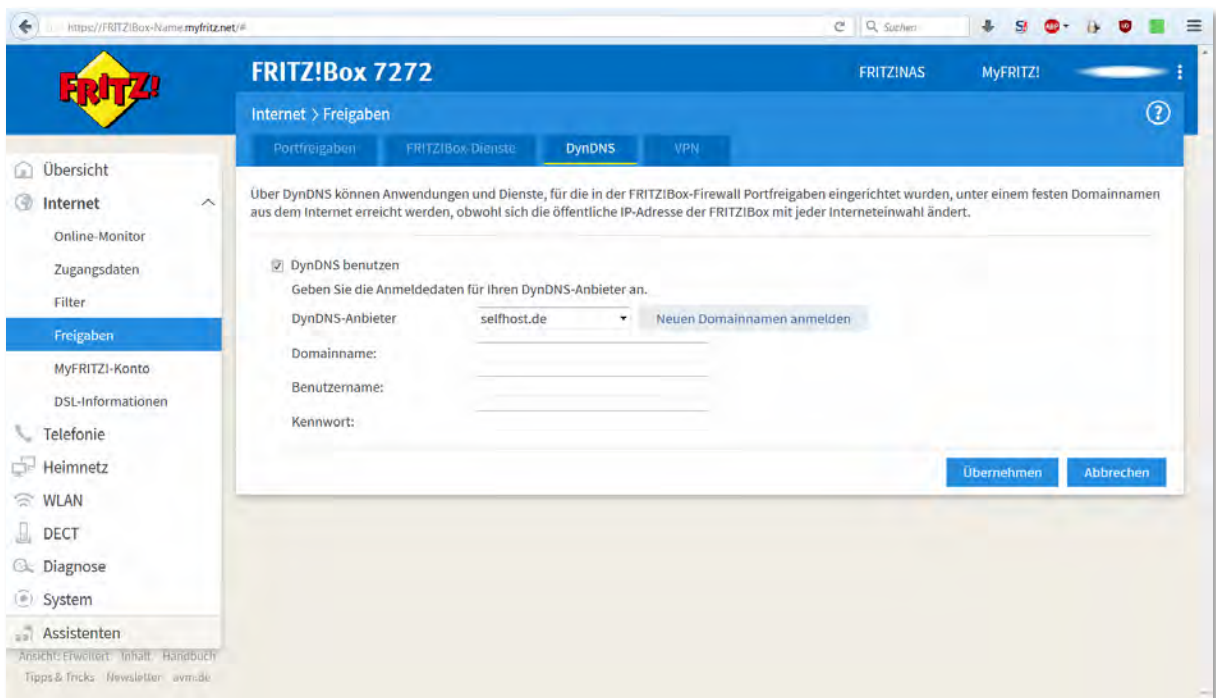 https://FRITZ!Box-Name.myfritz.net/#
Suchen
FRITZ!
FRITZ!Box 7272
FRITZ!NAS
MyFRITZ!
Internet > Freigaben
?
Portfreigaben
FRITZ!Box-Dienste
DynDNS
VPN
Übersicht
Internet
Online-Monitor
Zugangsdaten
Filter
Freigaben
MyFRITZ!-Konto
DSL-Informationen
Telefonie
Heimnetz
WLAN
DECT
Diagnose
System
Assistenten
Ansicht: Erweitert Inhalt Handbuch
Tipps & Tricks Newsletter avm.de
Über DynDNS können Anwendungen und Dienste, für die in der FRITZ!Box-Firewall Portfreigaben eingerichtet wurden, unter einem festen Domainnamen
aus dem Internet erreicht werden, obwohl sich die öffentliche IP-Adresse der FRITZ!Box mit jeder Interneteinwahl ändert.
DynDNS benutzen
Geben Sie die Anmeldedaten für Ihren DynDNS-Anbieter an.
DynDNS-Anbieter selfhost.de Neuen Domainnamen anmelden
Domainname:
Benutzername:
Kennwort:
Übernehmen
Abbrechen